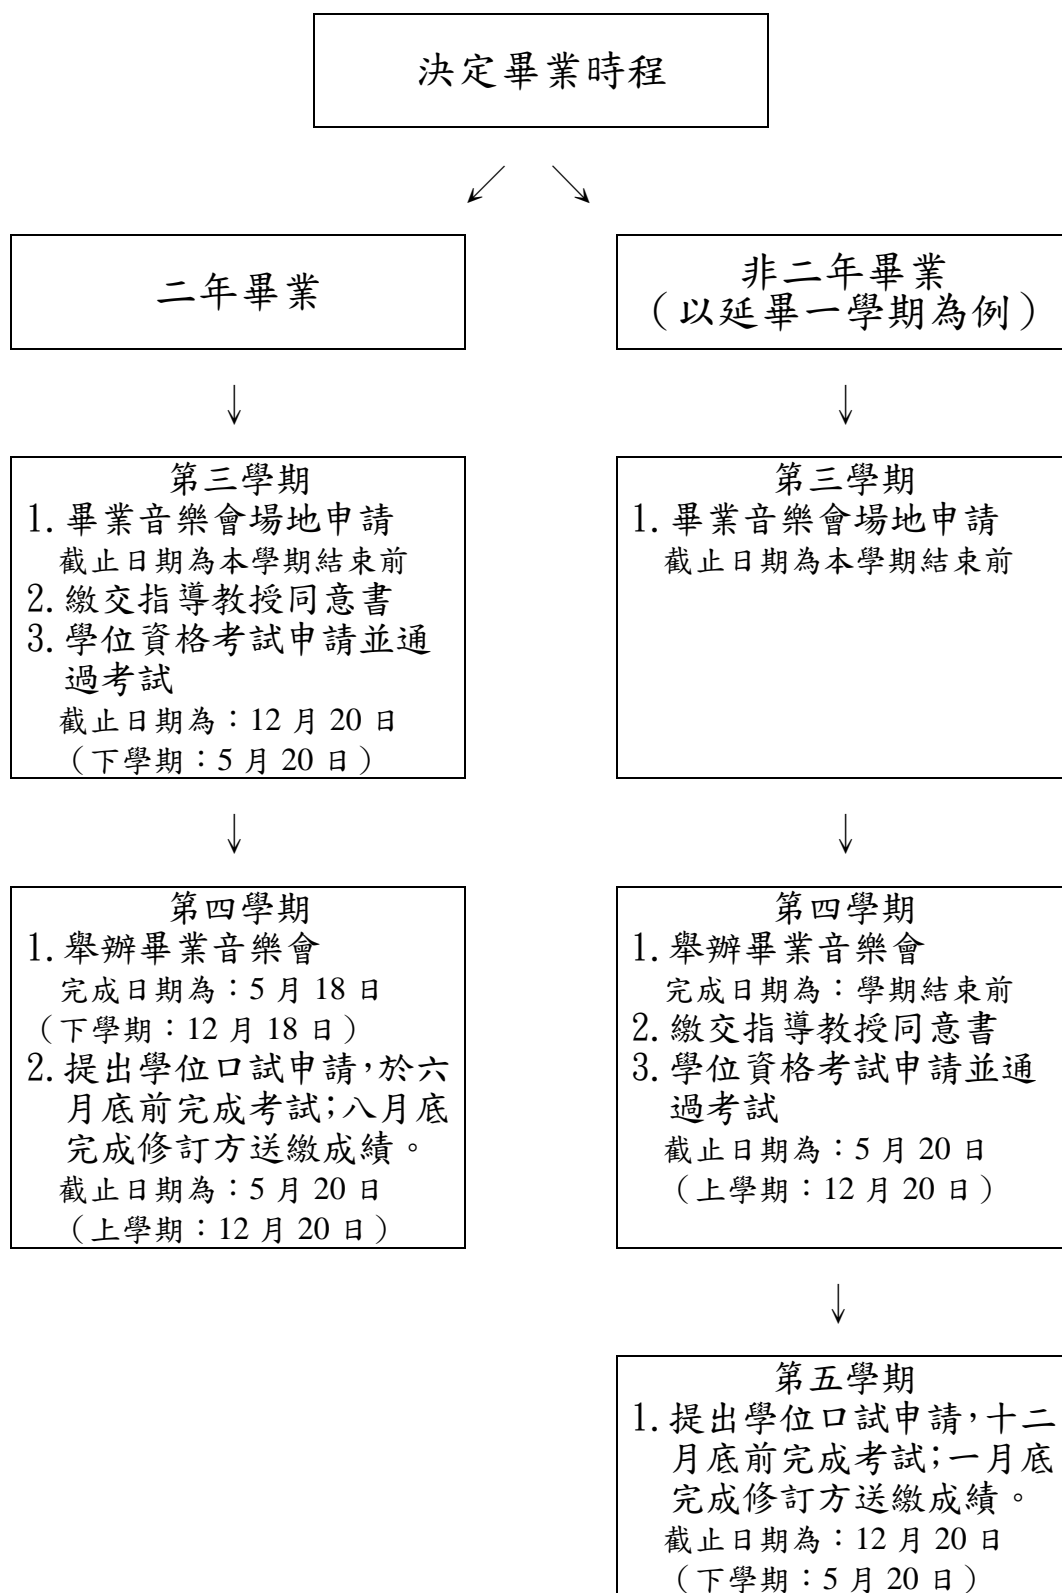 決定畢業時程
二年畢業
非二年畢業
（以延畢一學期為例）
第三學期
1. 畢業音樂會場地申請
截止日期為本學期結束前
2. 繳交指導教授同意書
3. 學位資格考試申請並通
過考試
截止日期為：12 月 20 日
（下學期：5 月 20 日）
第三學期
1. 畢業音樂會場地申請
截止日期為本學期結束前
第四學期
1. 舉辦畢業音樂會
完成日期為：5 月 18 日
（下學期：12 月 18 日）
2. 提出學位口試申請，於六
月底前完成考試；八月底
完成修訂方送繳成績。
截止日期為：5 月 20 日
（上學期：12 月 20 日）
第四學期
1. 舉辦畢業音樂會
完成日期為：學期結束前
2. 繳交指導教授同意書
3. 學位資格考試申請並通
過考試
截止日期為：5 月 20 日
（上學期：12 月 20 日）
第五學期
1. 提出學位口試申請，十二
月底前完成考試；一月底
完成修訂方送繳成績。
截止日期為：12 月 20 日
（下學期：5 月 20 日）